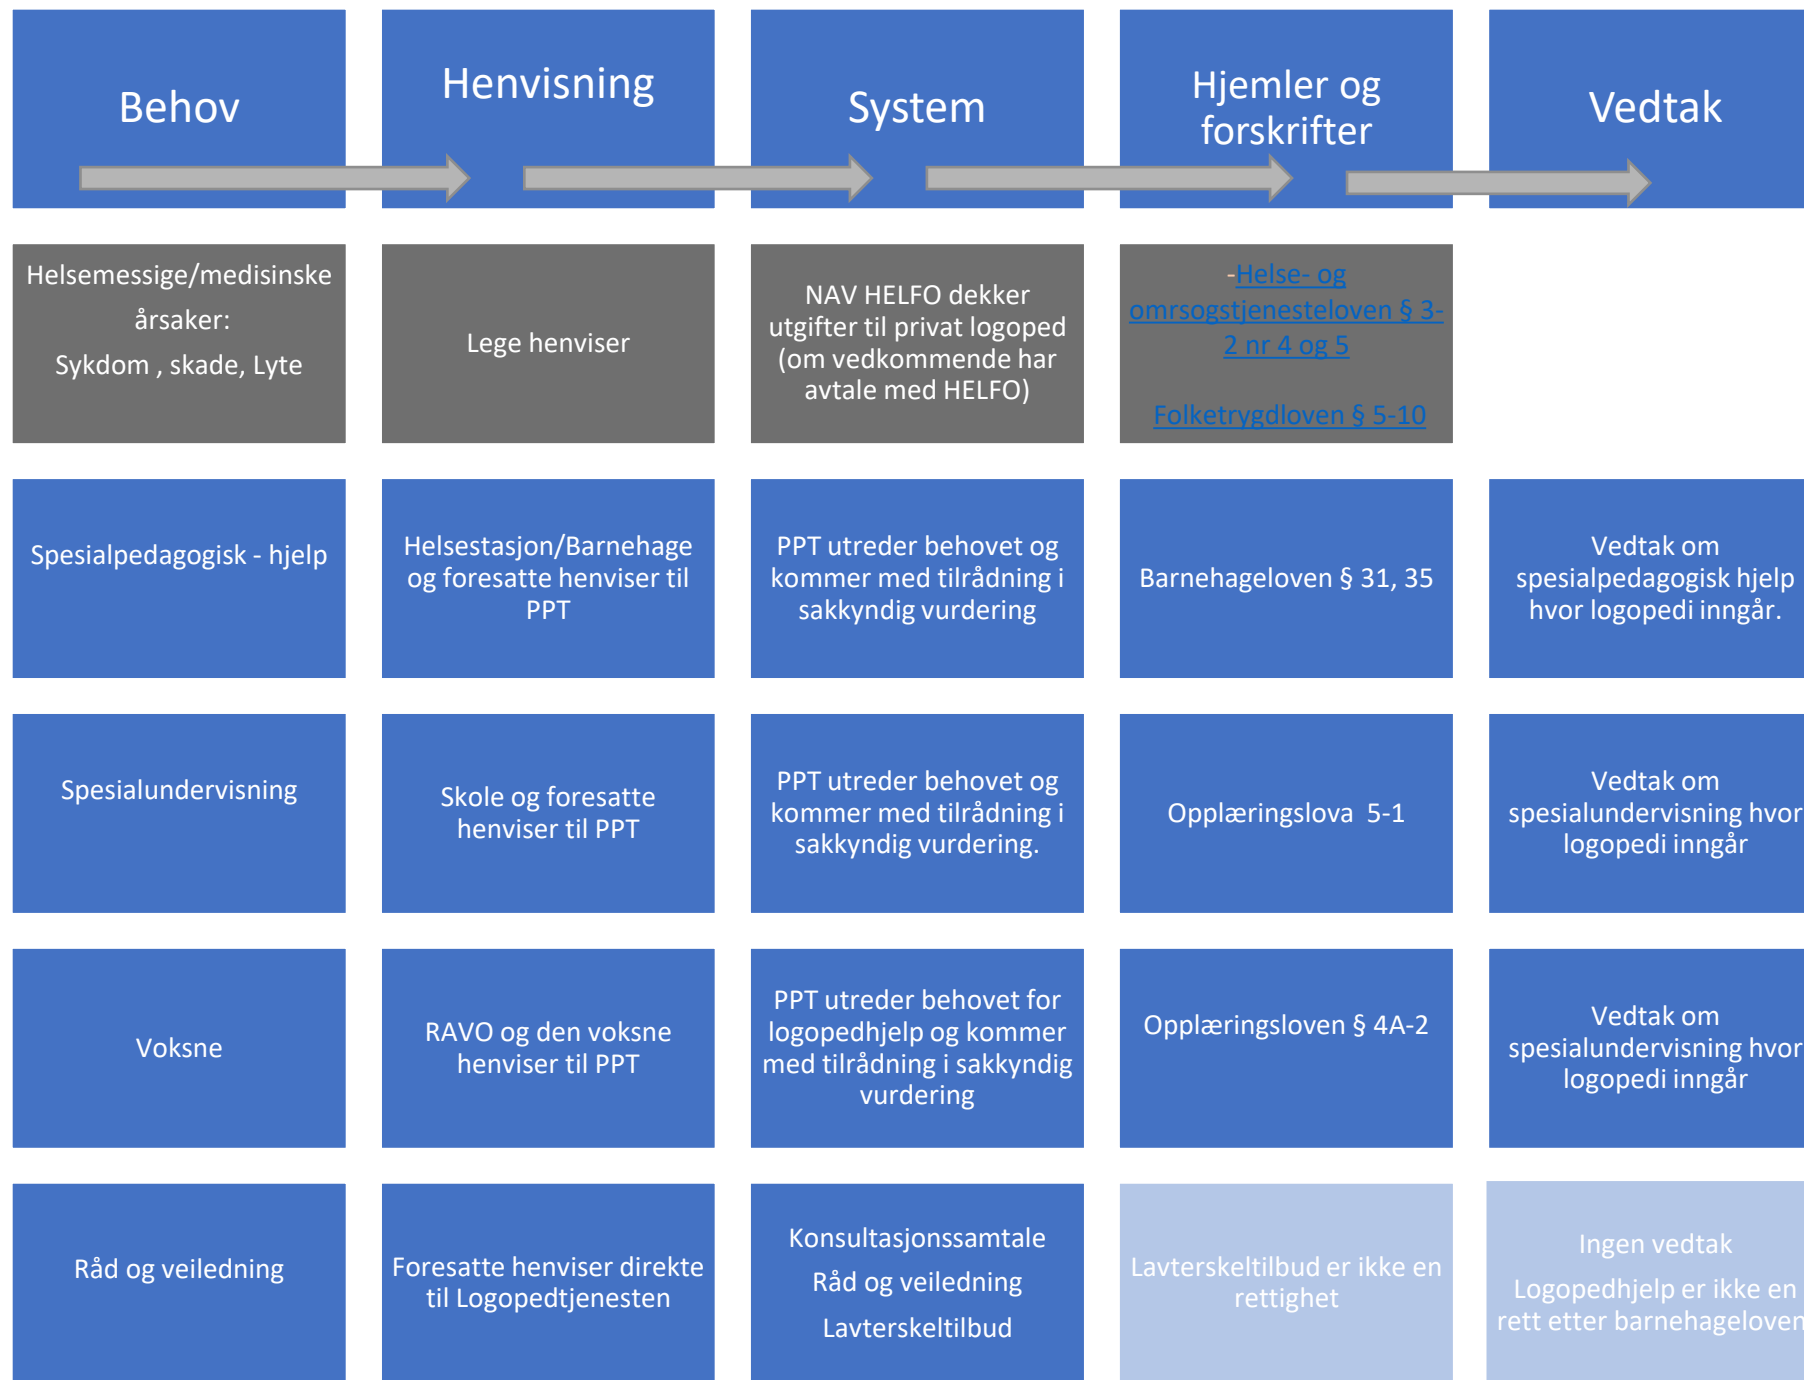 Behov
Henvisning
System
Hjemler og
forskrifter
Vedtak
Helsemessige/medisinske
årsaker:
Sykdom , skade, Lyte
Lege henviser
NAV HELFO dekker
utgifter til privat logoped
(om vedkommende har
avtale med HELFO)
-Helse- og
omrsogstjenesteloven § 3-
2 nr 4 og 5
Folketrygdloven § 5-10
Spesialpedagogisk - hjelp
Helsestasjon/Barnehage
og foresatte henviser til
PPT
PPT utreder behovet og
kommer med tilrådning i
sakkyndig vurdering
Barnehageloven § 31, 35
Vedtak om
spesialpedagogisk hjelp
hvor logopedi inngår.
Spesialundervisning
Skole og foresatte
henviser til PPT
PPT utreder behovet og
kommer med tilrådning i
sakkyndig vurdering.
Opplæringslova 5-1
Vedtak om
spesialundervisning hvor
logopedi inngår
Voksne
RAVO og den voksne
henviser til PPT
PPT utreder behovet for
logopedhjelp og kommer
med tilrådning i sakkyndig
vurdering
Opplæringsloven § 4A-2
Vedtak om
spesialundervisning hvor
logopedi inngår
Råd og veiledning
Foresatte henviser direkte
til Logopedtjenesten
Konsultasjonssamtale
Råd og veiledning
Lavterskeltilbud
Lavterskeltilbud er ikke en
rettighet
Ingen vedtak
Logopedhjelp er ikke en
rett etter barnehageloven